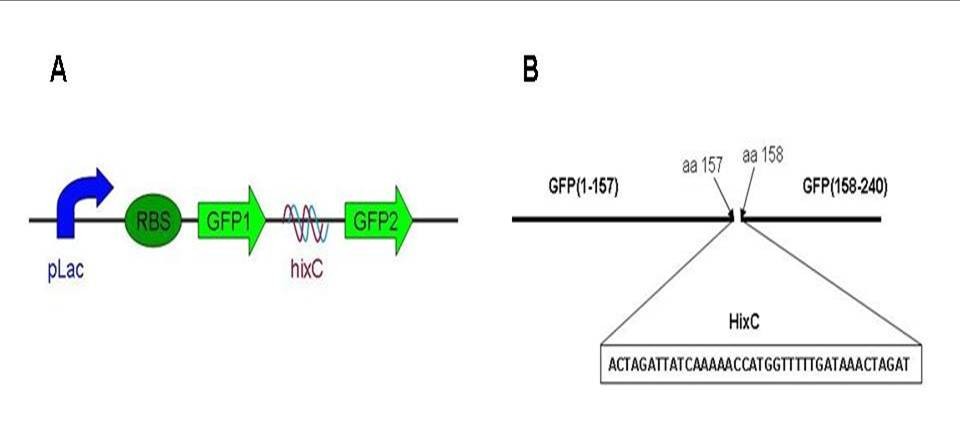 A
B
RBS
GFP1
GFP2
pLac
hixC
aa 157
aa 158
GFP(1-157)
GFP(158-240)
HixC
ACTAGATTATCAAAAACCATGGTTTTTGATAAACTAGAT